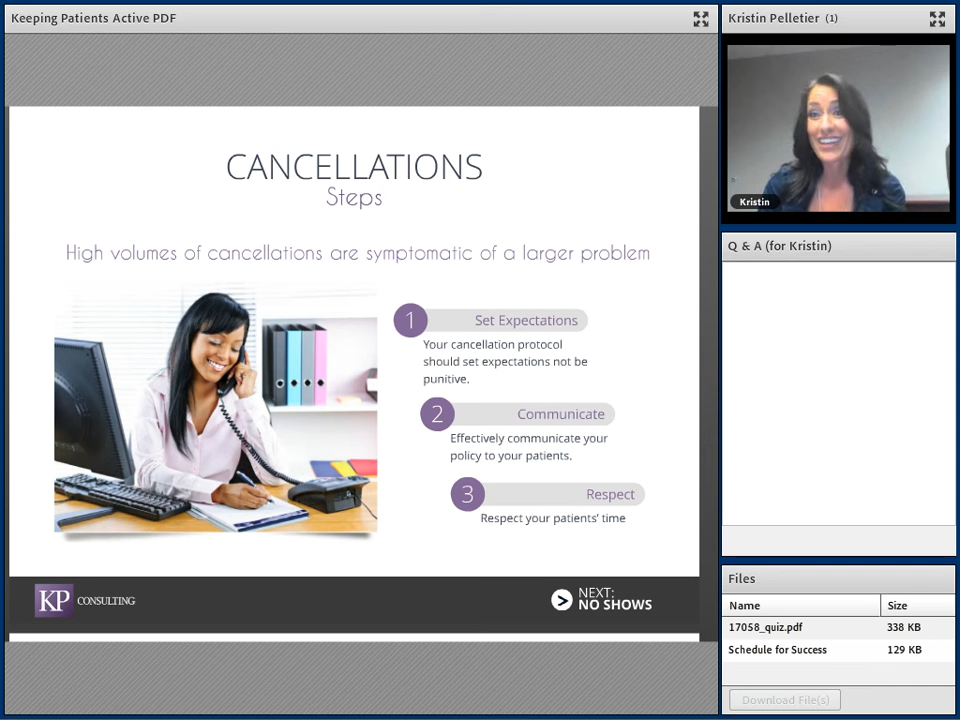 Keeping Patients Active PDF
CANCELLATIONS
Steps
High volumes of cancellations are symptomatic of a larger problem
1 Set Expectations
Your cancellation protocol
should set expectations not be
punitive.
2 Communicate
Effectively communicate your
policy to your patients.
3 Respect
Respect your patients' time
KP CONSULTING
NEXT:
NO SHOWS
Kristin Pelletier (1)
Kristin
Q & A (for Kristin)
Files
Name Size
17058_quiz.pdf 338 KB
Schedule for Success 129 KB
Download File(s)